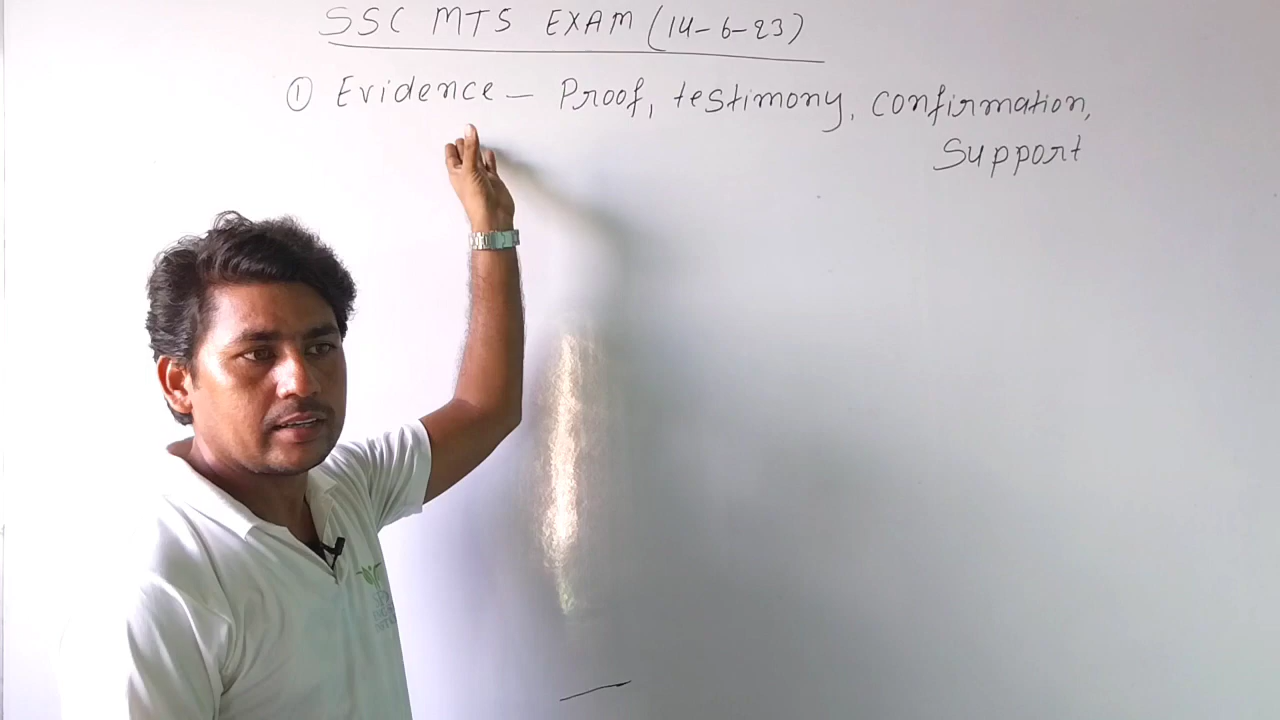 SSC MTS EXAM (14-6-23)
① Evidence - Proof, testimony, confirmation,
Support